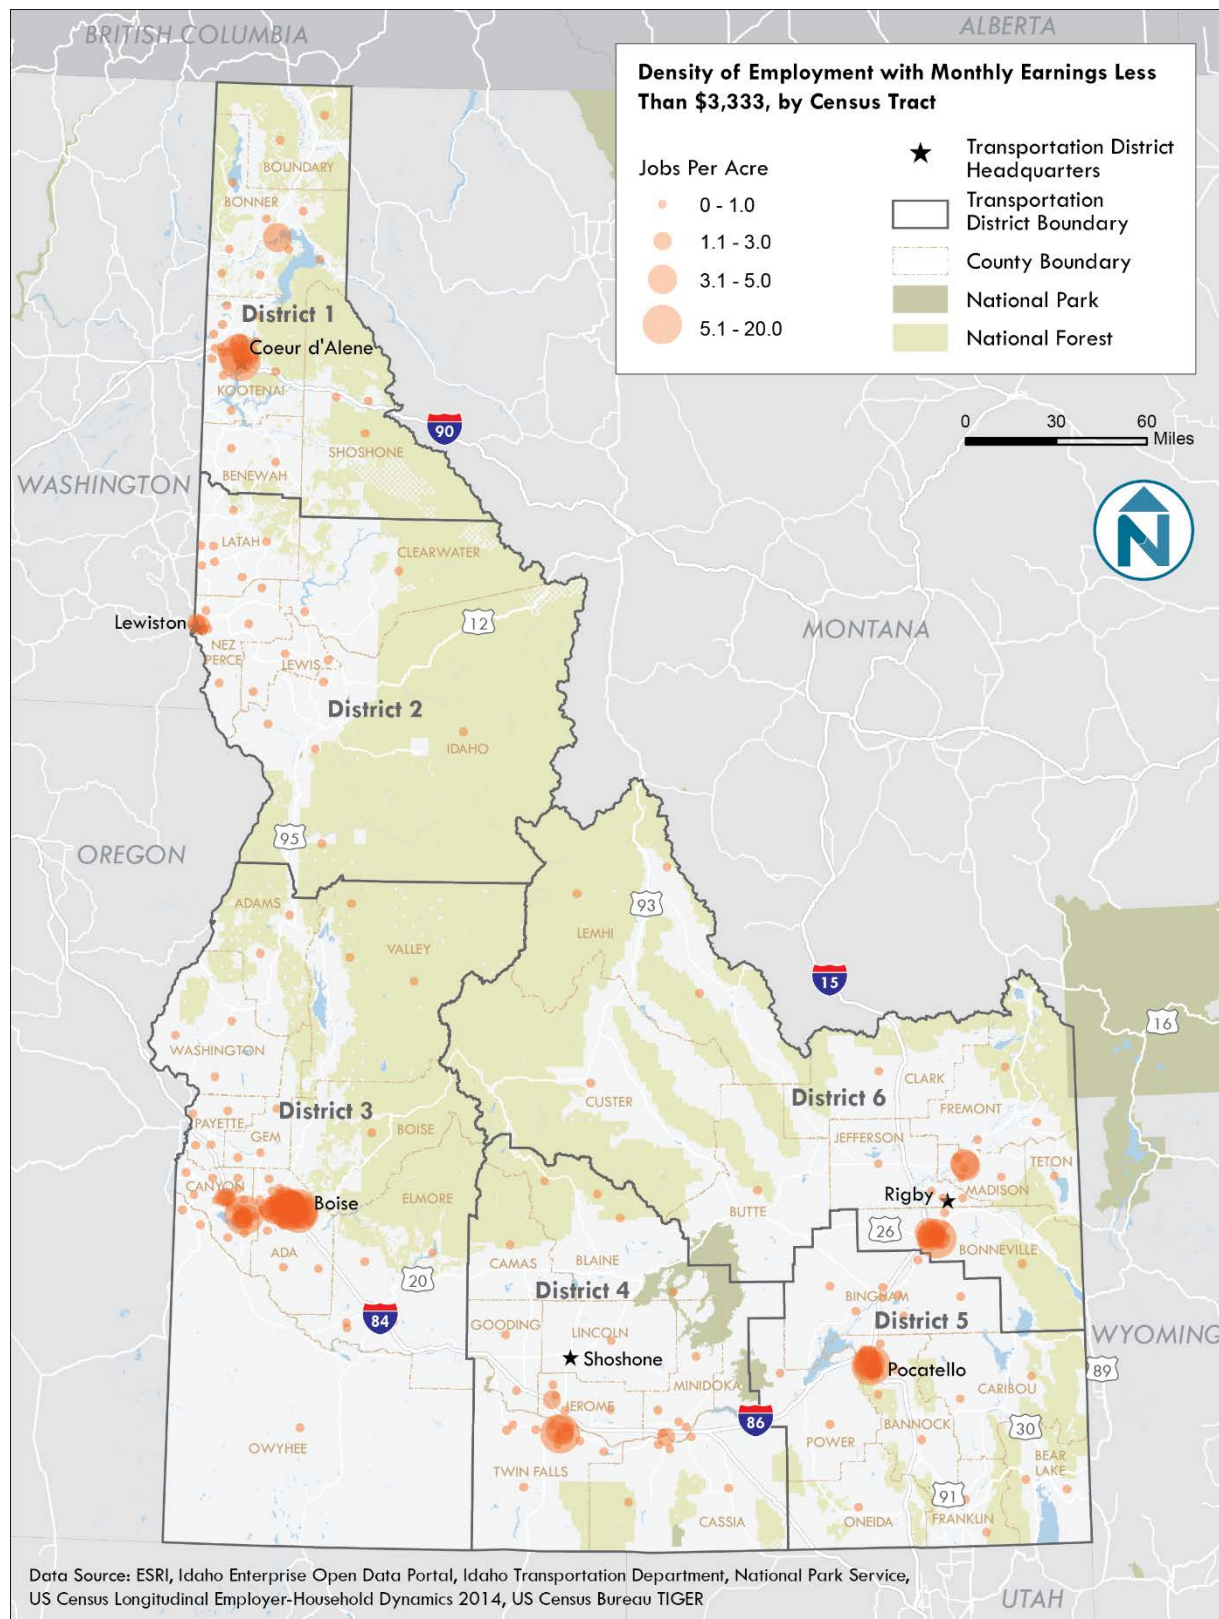 BRITISH COLUMBIA
ALBERTA
Density of Employment with Monthly Earnings Less
Than $3,333, by Census Tract
Jobs Per Acre
0 - 1.0
1.1 - 3.0
3.1 - 5.0
5.1 - 20.0
Transportation District
Headquarters
Transportation
District Boundary
County Boundary
National Park
National Forest
0 30 60
Miles
N
BOUNDARY
BONNER
District 1
Coeur d'Alene
KOOTENAI
90
SHOSHONE
BENEWAH
WASHINGTON
LATAH
CLEARWATER
Lewiston
12
NEZ
PERCE
LEWIS
MONTANA
District 2
IDAHO
95
OREGON
ADAMS
93
LEMHI
VALLEY
15
16
WASHINGTON
CLARK
District 3
CUSTER
District 6
FREMONT
PAYETTE
GEM
BOISE
JEFFERSON
TETON
CANYON
Boise
ELMORE
Rigby
MADISON
BUTTE
26
BONNEVILLE
ADA
CAMAS
BLAINE
20
District 4
BINGHAM
District 5
84
GOODING
LINCOLN
WYOMING
Shoshone
Pocatello
89
MINIDOKA
CARIBOU
JEROME
86
BANNOCK
30
OWYHEE
POWER
BEAR
LAKE
TWIN FALLS
91
CASSIA
ONEIDA
FRANKLIN
Data Source: ESRI, Idaho Enterprise Open Data Portal, Idaho Transportation Department, National Park Service,
US Census Longitudinal Employer-Household Dynamics 2014, US Census Bureau TIGER
UTAH